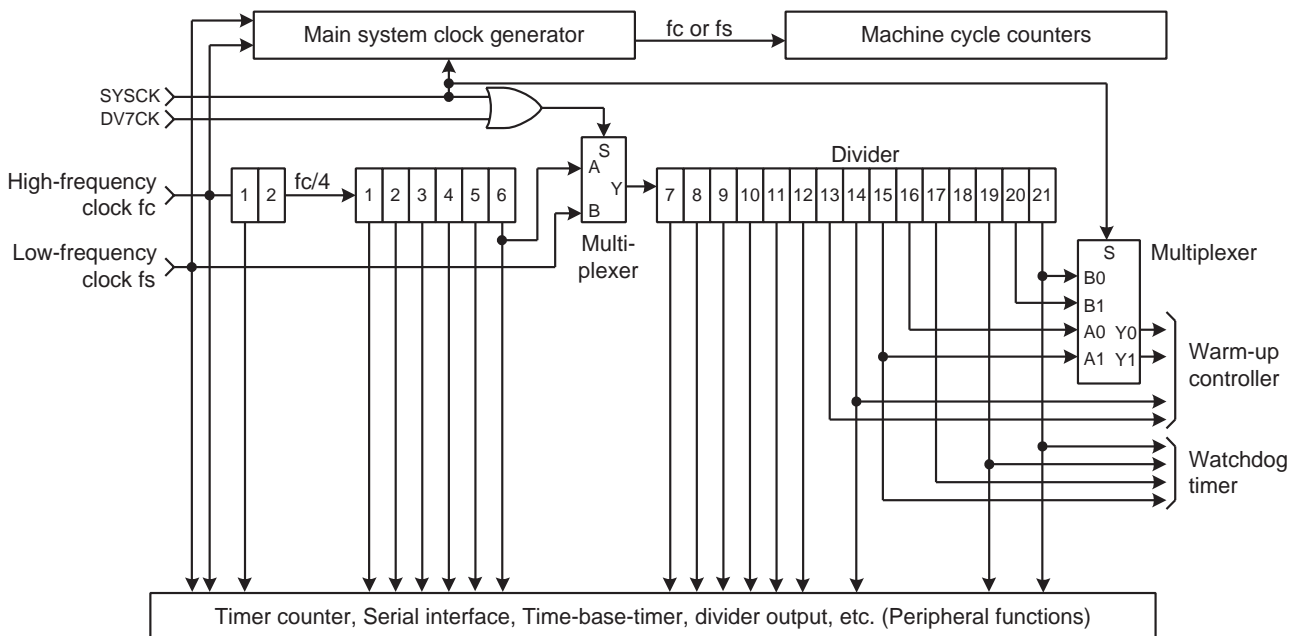 Main system clock generator
fc or fs
Machine cycle counters
SYSCK
DV7CK
High-frequency
clock fc
1 2
fc/4
1 2 3 4 5 6
S
A
Y
B
Multi-
plexer
Divider
7 8 9 10 11 12 13 14 15 16 17 18 19 20 21
Low-frequency
clock fs
S
Multiplexer
B0
B1
A0 Y0
A1 Y1
Warm-up
controller
Watchdog
timer
Timer counter, Serial interface, Time-base-timer, divider output, etc. (Peripheral functions)